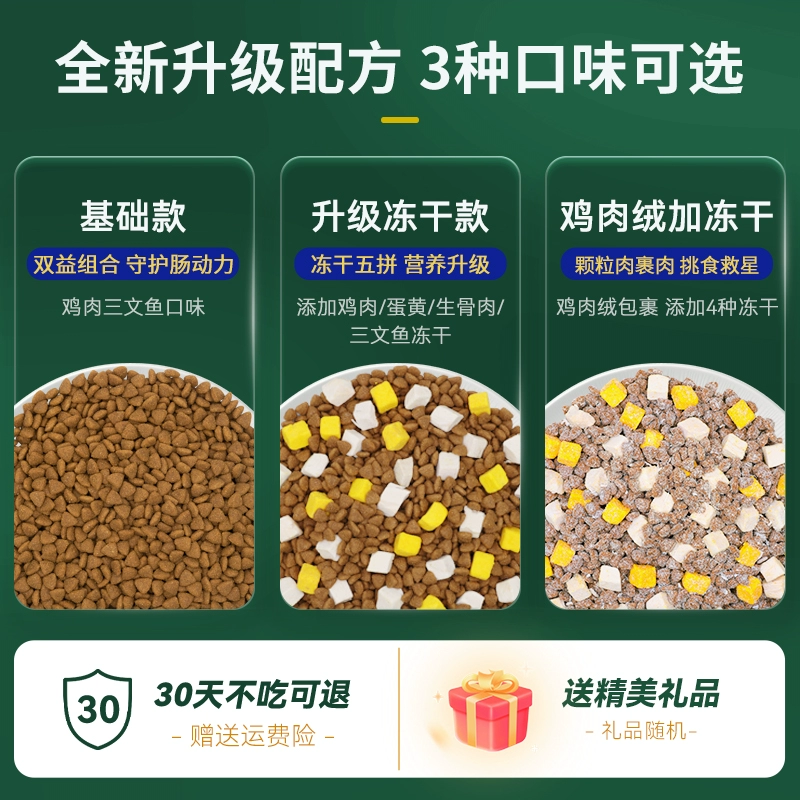 全新升级配方 3种口味可选
基础款
双益组合 守护肠动力
鸡肉三文鱼口味
升级冻干款
冻干五拼 营养升级
添加鸡肉/蛋黄/生骨肉/
三文鱼冻干
鸡肉绒加冻干
颗粒肉裹肉 挑食救星
鸡肉绒包裹 添加4种冻干
30
30天不吃可退
- 赠送运费险 -
送精美礼品
- 礼品随机-